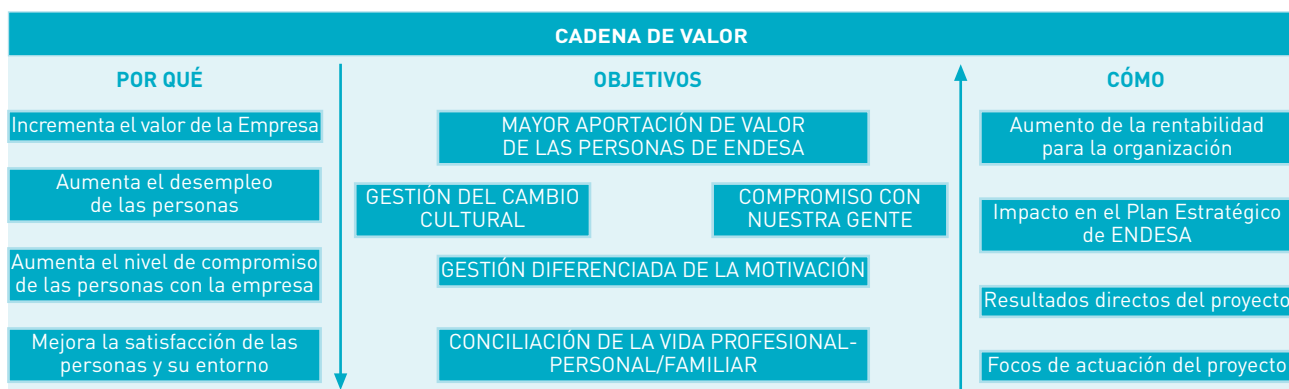 CADENA DE VALOR
POR QUÉ
Incrementa el valor de la Empresa
Aumenta el desempleo
de las personas
Aumenta el nivel de compromiso
de las personas con la empresa
Mejora la satisfacción de las
personas y su entorno
OBJETIVOS
MAYOR APORTACIÓN DE VALOR
DE LAS PERSONAS DE ENDESA
GESTIÓN DEL CAMBIO
CULTURAL
COMPROMISO CON
NUESTRA GENTE
GESTIÓN DIFERENCIADA DE LA MOTIVACIÓN
CONCILIACIÓN DE LA VIDA PROFESIONAL-
PERSONAL/FAMILIAR
CÓMO
Aumento de la rentabilidad
para la organización
Impacto en el Plan Estratégico
de ENDESA
Resultados directos del proyecto
Focos de actuación del proyecto